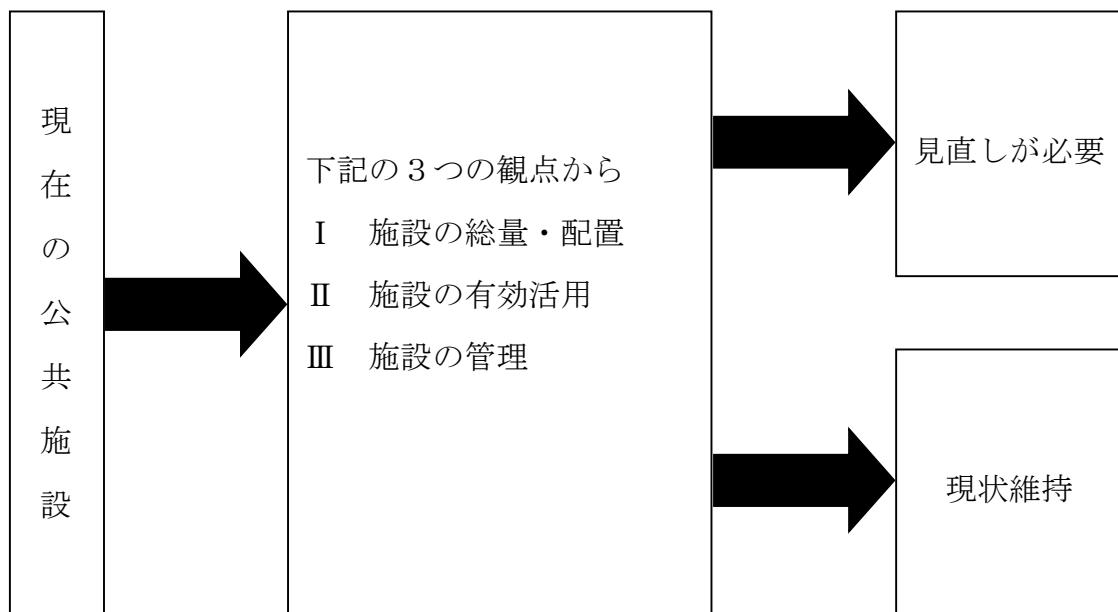 現在の公共施設
下記の３つの観点から
Ⅰ　施設の総量・配置
Ⅱ　施設の有効活用
Ⅲ　施設の管理
見直しが必要
現状維持